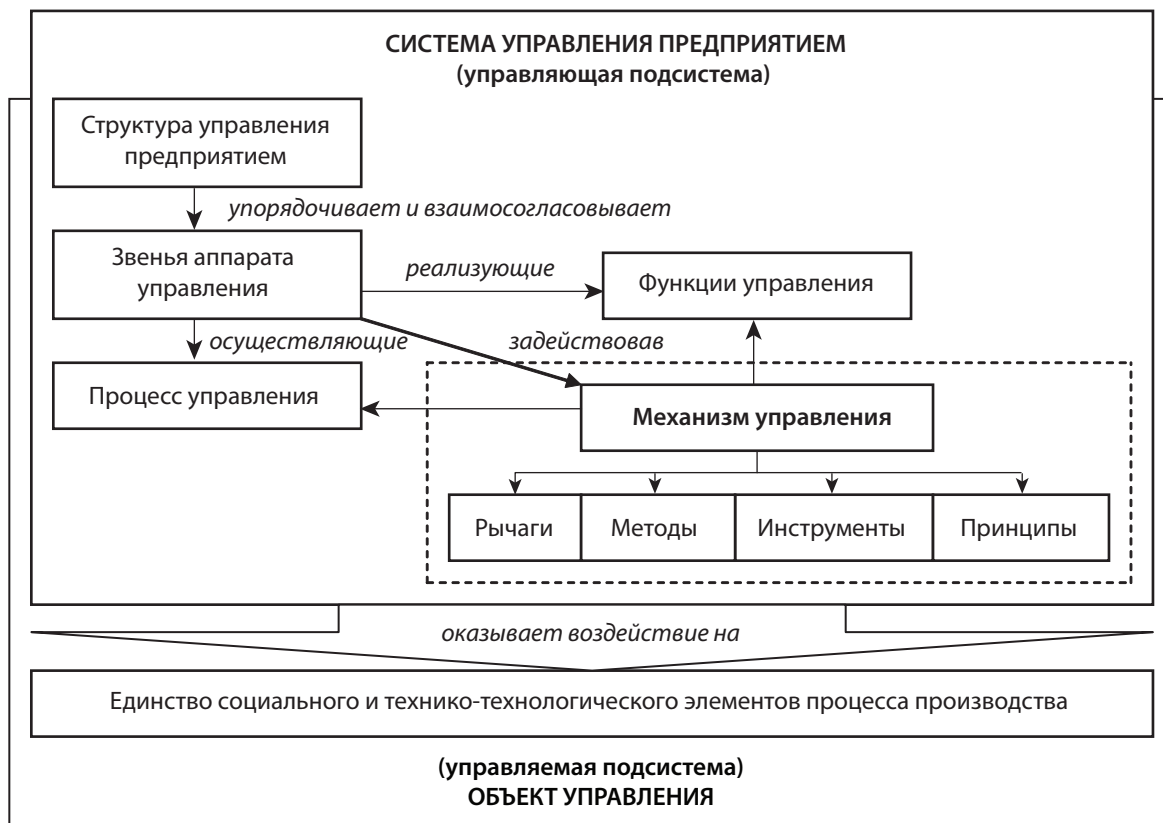 СИСТЕМА УПРАВЛЕНИЯ ПРЕДПРИЯТИЕМ
(управляющая подсистема)
Структура управления
предприятием
упорядочивает и взаимосогласовывает
Звенья аппарата
управления
реализующие
Функции управления
осуществляющие
задействовав
Процесс управления
Механизм управления
Рычаги
Методы
Инструменты
Принципы
оказывает воздействие на
Единство социального и технико-технологического элементов процесса производства
(управляемая подсистема)
ОБЪЕКТ УПРАВЛЕНИЯ